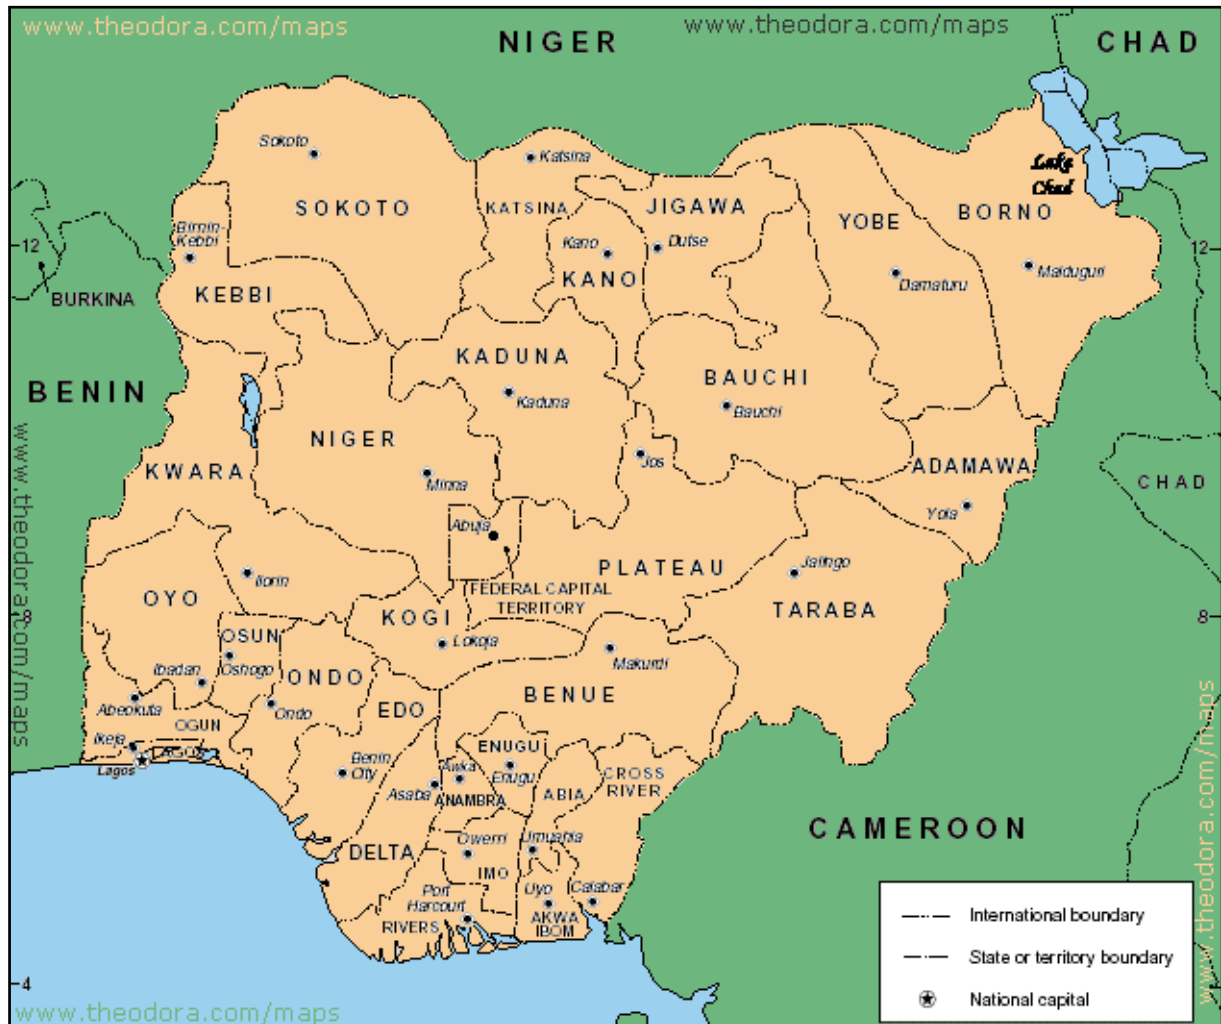 www.theodora.com/maps
www.theodora.com/maps
NIGER
CHAD
Sokoto
Katsina
Lake
Chad
SOKOTO
KATSINA
JIGAWA
YOBE
BORNO
Birnin-
Kebbi
Kano
Dutse
12
12
KEBBI
KANO
Damaturu
Maiduguri
BURKINA
KADUNA
BENIN
BAUCHI
Kaduna
Bauchi
NIGER
KWARA
Jos
ADAMAWA
Minna
CHAD
Yola
Abuja
PLATEAU
Jalingo
Ilorin
FEDERAL CAPITAL
TERRITORY
OYO
TARABA
KOGI
8
8
OSUN
Lokoja
Makurdi
Ibadan
Oshogo
ONDO
BENUE
Abeokuta
Ondo
EDO
OGUN
Ikeja
LAGOS
Lagos
Benin
City
ENUGU
Awka
Enugu
CROSS
RIVER
Asaba
ANAMBRA
ABIA
CAMEROON
DELTA
Owerri
Umuahia
IMO
Port
Harcourt
Uyo
Calabar
RIVERS
AKWA
IBOM
International boundary
State or territory boundary
National capital
4
www.theodora.com/maps
www.theodora.com/maps
www.theodora.com/maps